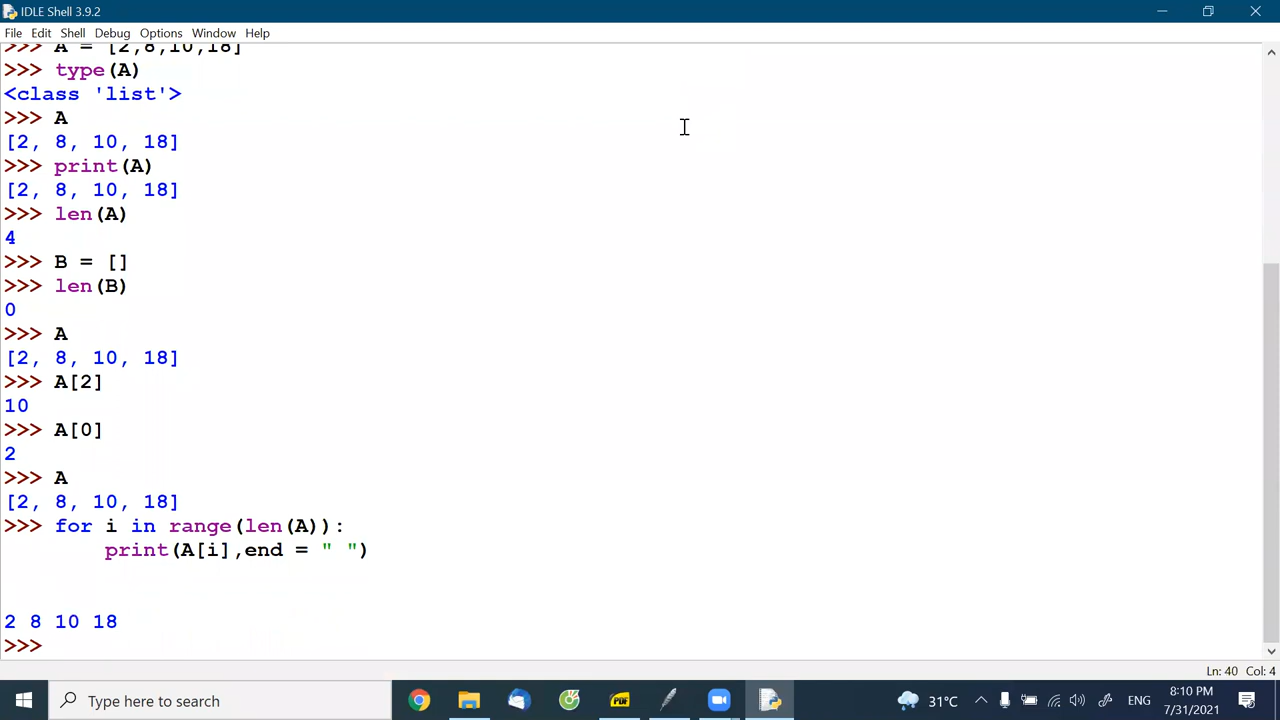 IDLE Shell 3.9.2
File Edit Shell Debug Options Window Help
>>> A = [2,8,10,18]
>>> type(A)
<class 'list'>
>>> A
[2, 8, 10, 18]
>>> print(A)
[2, 8, 10, 18]
>>> len(A)
4
>>> B = []
>>> len(B)
0
>>> A
[2, 8, 10, 18]
>>> A[2]
10
>>> A[0]
2
>>> A
[2, 8, 10, 18]
>>> for i in range(len(A)):
        print(A[i],end = " ")
2 8 10 18
>>>
Ln: 40 Col: 4
Type here to search
PDF
31°C
ENG
8:10 PM
7/31/2021